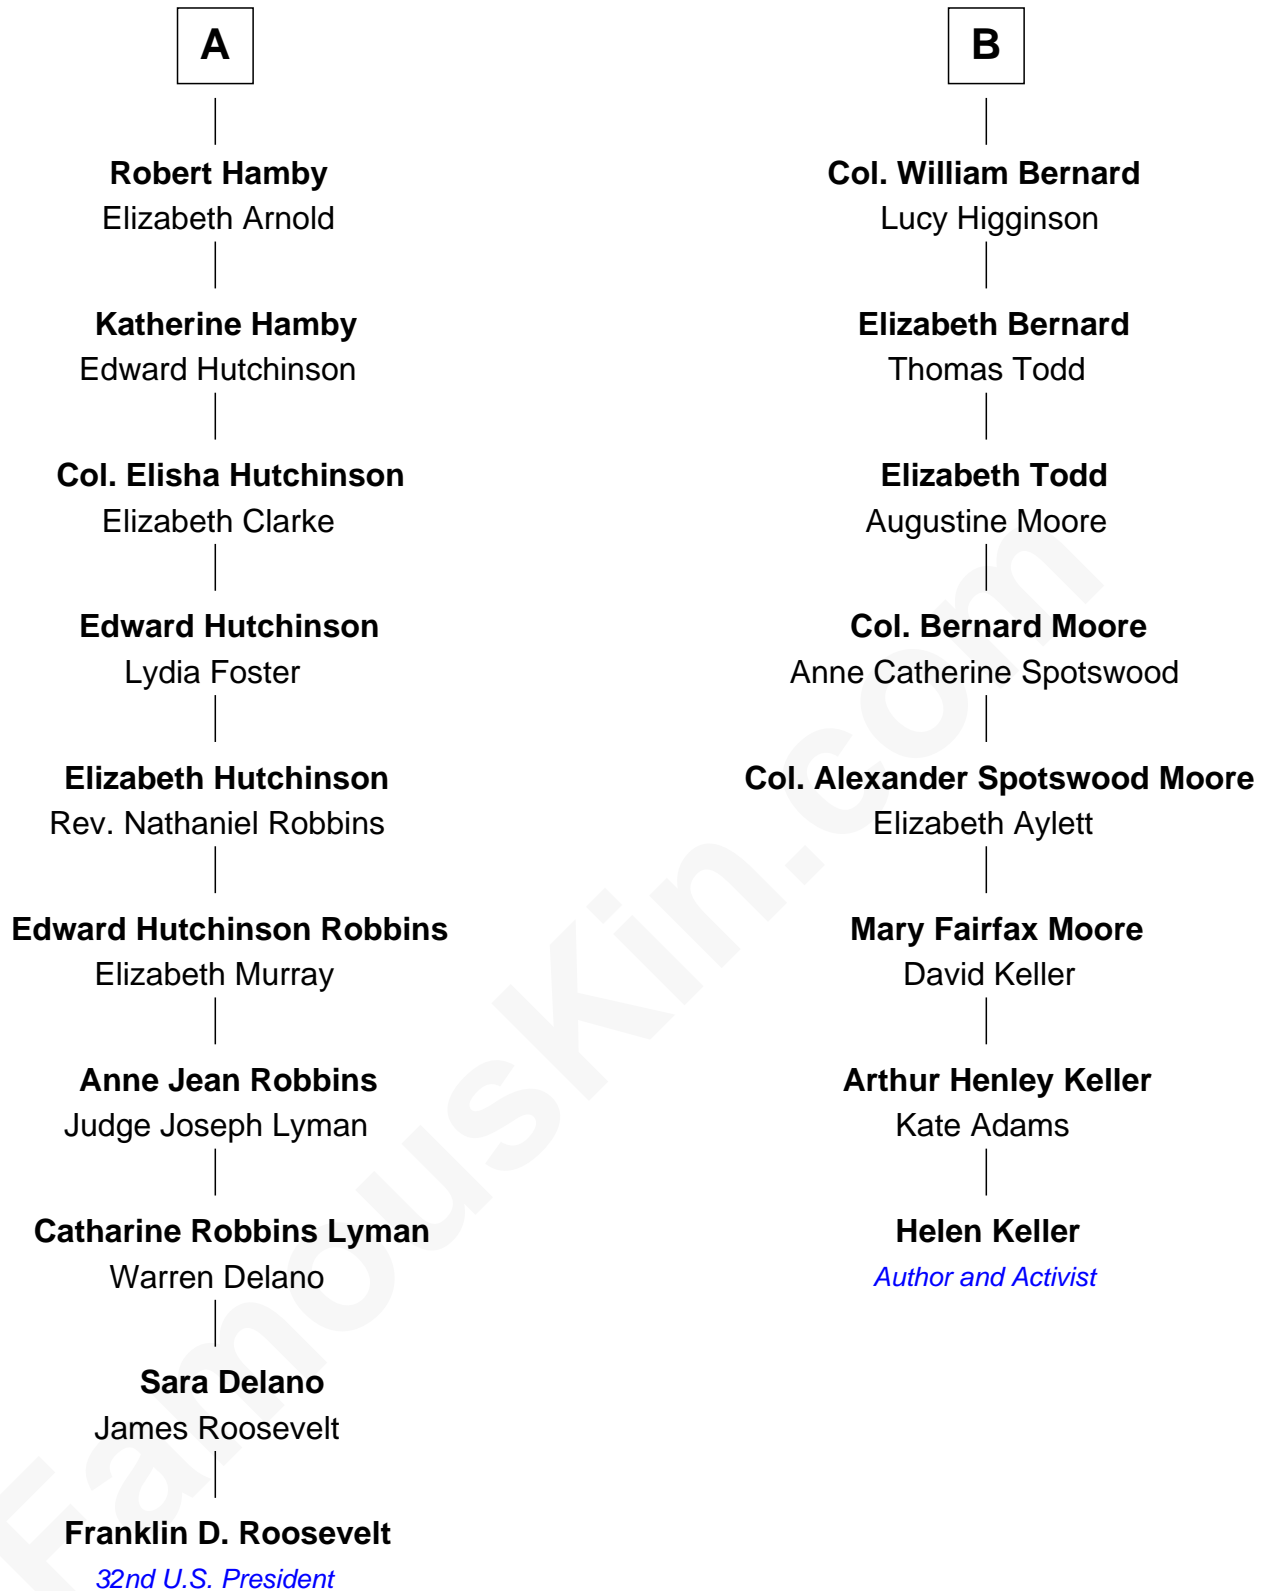 A
Robert Hamby
Elizabeth Arnold
Katherine Hamby
Edward Hutchinson
Col. Elisha Hutchinson
Elizabeth Clarke
Edward Hutchinson
Lydia Foster
Elizabeth Hutchinson
Rev. Nathaniel Robbins
Edward Hutchinson Robbins
Elizabeth Murray
Anne Jean Robbins
Judge Joseph Lyman
Catharine Robbins Lyman
Warren Delano
Sara Delano
James Roosevelt
Franklin D. Roosevelt
32nd U.S. President
B
Col. William Bernard
Lucy Higginson
Elizabeth Bernard
Thomas Todd
Elizabeth Todd
Augustine Moore
Col. Bernard Moore
Anne Catherine Spotswood
Col. Alexander Spotswood Moore
Elizabeth Aylett
Mary Fairfax Moore
David Keller
Arthur Henley Keller
Kate Adams
Helen Keller
Author and Activist
FamousKin.com